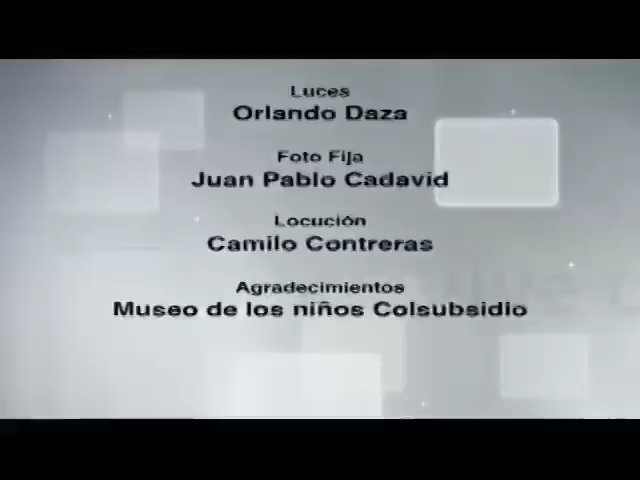 Luces
Orlando Daza
Foto Fija
Juan Pablo Cadavid
Locución
Camilo Contreras
Agradecimientos
Museo de los niños Colsubsidio